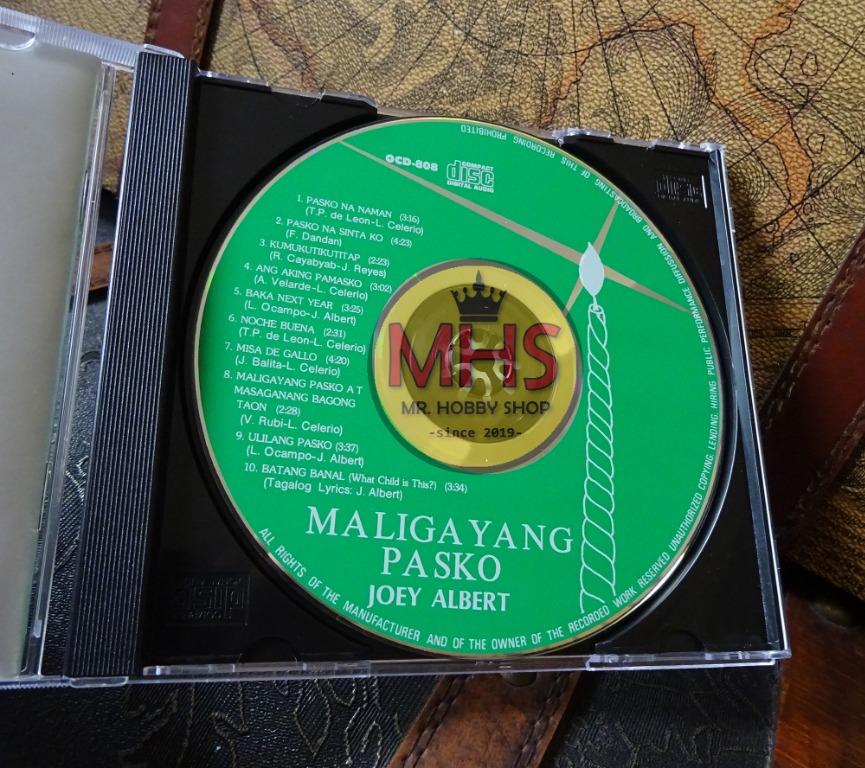 OCD-808
COMPACT
disc
DIGITAL AUDIO
1. PASKO NA NAMAN (3:16)
(T.P. de Leon-L. Celerio)
2. PASKO NA SINTA KO (4:23)
(F. Dandan)
3. KUMUKUTIKUTITAP (2:23)
(R. Cayabyab-J. Reyes)
4. ANG AKING PAMASKO (3:02)
(A. Velarde-L. Celerio)
5. BAKA NEXT YEAR (3:25)
(L. Ocampo-J. Albert)
6. NOCHE BUENA (2:31)
(T.P. de Leon-L. Celerio)
7. MISA DE GALLO (4:20)
(J. Balita-L. Celerio)
8. MALIGAYANG PASKO AT
MASAGANANG BAGONG
TAON (2:28)
(V. Rubi-L. Celerio)
9. ULILANG PASKO (3:37)
(L. Ocampo-J. Albert)
10. BATANG BANAL (What Child is This?) (3:34)
(Tagalog Lyrics: J. Albert)
MHS
MR. HOBBY SHOP
-since 2019-
MALIGAYANG
PASKO
JOEY ALBERT
ALL RIGHTS OF THE MANUFACTURER AND OF THE OWNER OF THE RECORDED WORK RESERVED UNAUTHORIZED COPYING, LENDING, HIRING PUBLIC PERFORMANCE DIFFUSSION AND BROADCASTING OF THIS RECORDING PROHIBITED
disc
disc